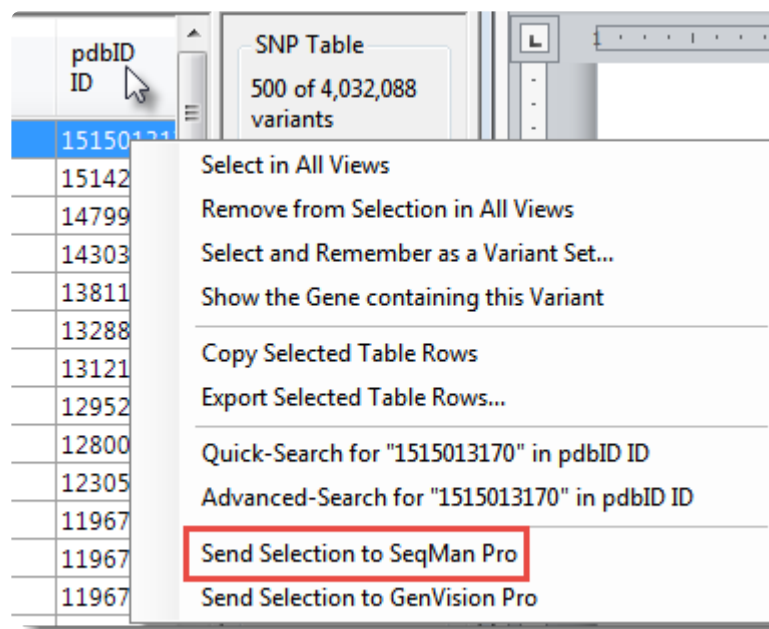 pdbID
ID
SNP Table
500 of 4,032,088
variants
L
1
15142
14799
14303
13811
13288
13121
12952
12800
12305
11967
11967
11967
Select in All Views
Remove from Selection in All Views
Select and Remember as a Variant Set...
Show the Gene containing this Variant
Copy Selected Table Rows
Export Selected Table Rows...
Quick-Search for "1515013170" in pdbID ID
Advanced-Search for "1515013170" in pdbID ID
Send Selection to SeqMan Pro
Send Selection to GenVision Pro